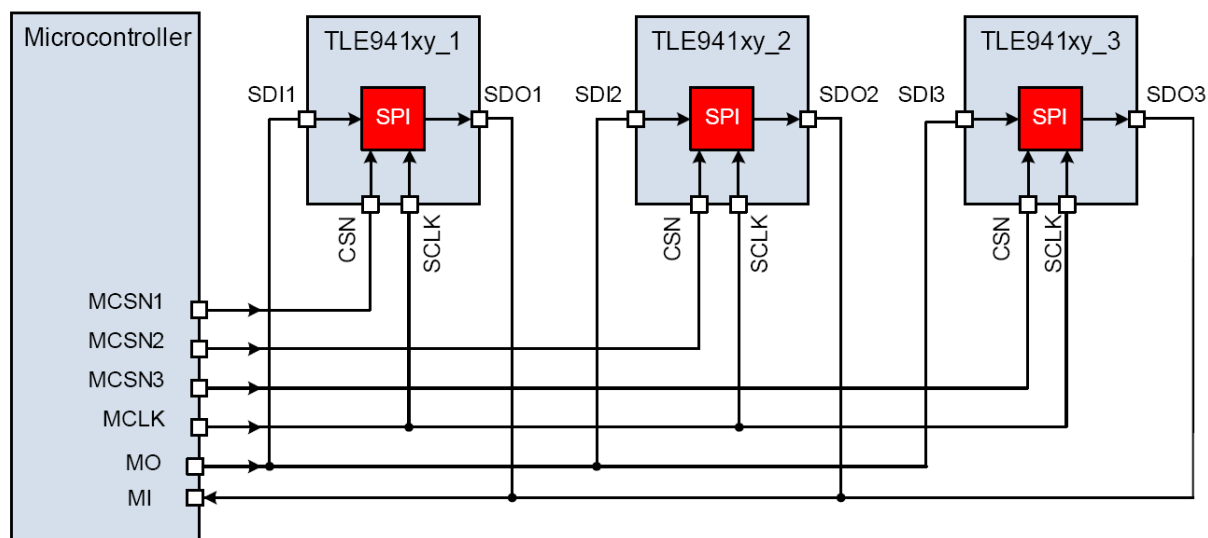 Microcontroller
TLE941xy_1
TLE941xy_2
TLE941xy_3
SDI1
SPI
SDO1
SDI2
SPI
SDO2
SDI3
SPI
SDO3
CSN
SCLK
CSN
SCLK
CSN
SCLK
MCSN1
MCSN2
MCSN3
MCLK
MO
MI